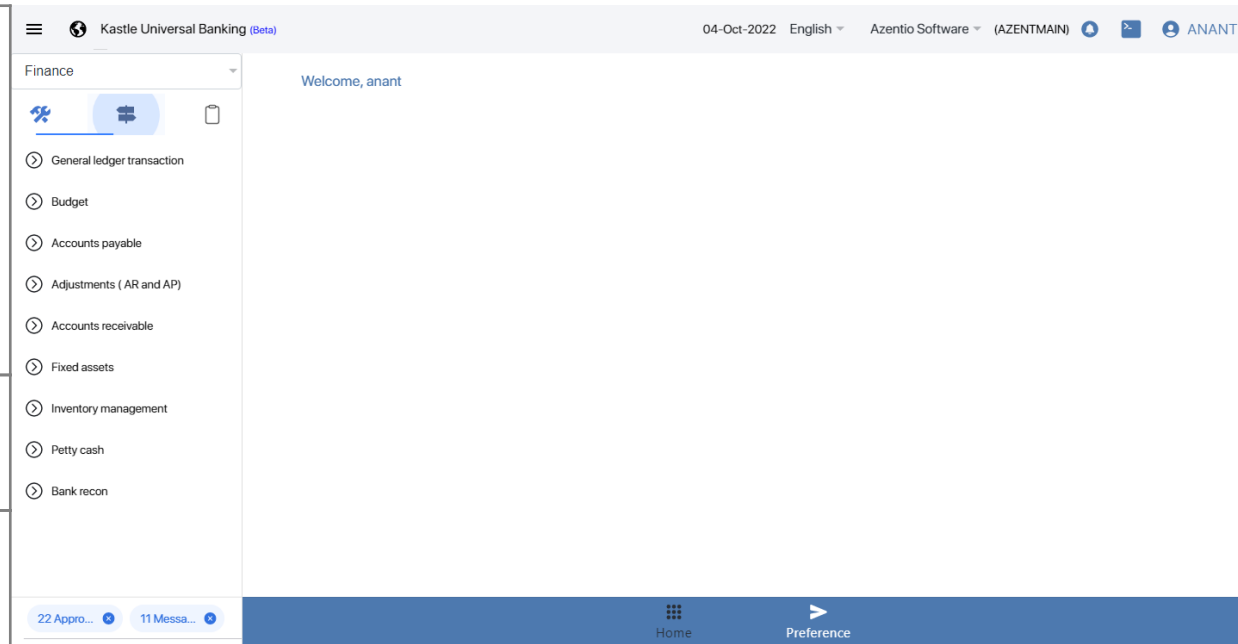 Kastle Universal Banking (Beta)
04-Oct-2022 English Azentio Software (AZENTMAIN) ANANT
Finance
Welcome, anant
General ledger transaction
Budget
Accounts payable
Adjustments ( AR and AP)
Accounts receivable
Fixed assets
Inventory management
Petty cash
Bank recon
22 Appro... 11 Messa...
Home Preference